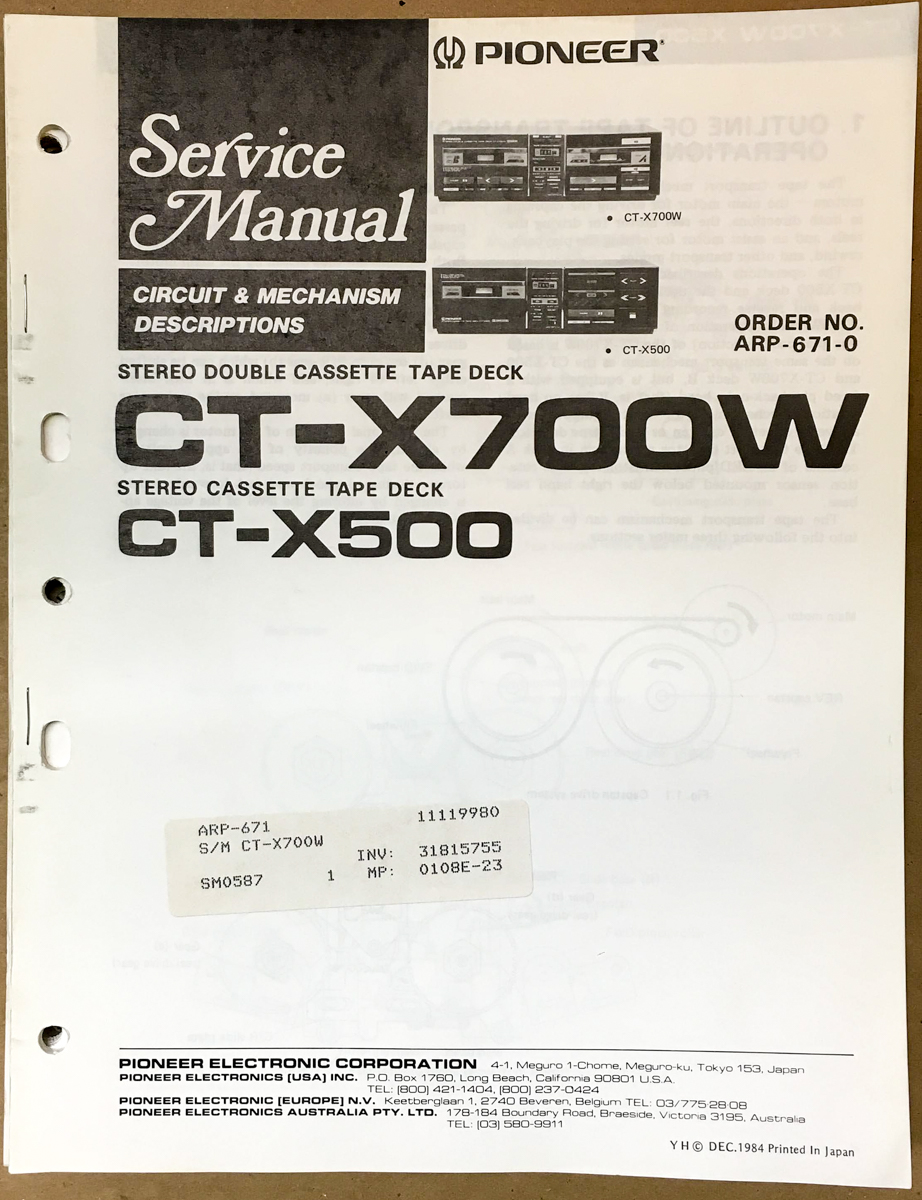 PIONEER®
Service
Manual
• CT-X700W
CIRCUIT & MECHANISM
DESCRIPTIONS
• CT-X500
ORDER NO.
ARP-671-0
STEREO DOUBLE CASSETTE TAPE DECK
CT-X700W
STEREO CASSETTE TAPE DECK
CT-X500
ARP-671 11119980
S/M CT-X700W
INV: 31815755
SM0587 1 MP: 0108E-23
PIONEER ELECTRONIC CORPORATION 4-1, Meguro 1-Chome, Meguro-ku, Tokyo 153, Japan
PIONEER ELECTRONICS [USA] INC. P.O. Box 1760, Long Beach, California 90801 U.S.A.
TEL: [800] 421-1404, [800] 237-0424
PIONEER ELECTRONIC [EUROPE] N.V. Keetberglaan 1, 2740 Beveren, Belgium TEL: 03/775·28·08
PIONEER ELECTRONICS AUSTRALIA PTY. LTD. 178-184 Boundary Road, Braeside, Victoria 3195, Australia
TEL: [03] 580-9911
YH © DEC.1984 Printed In Japan